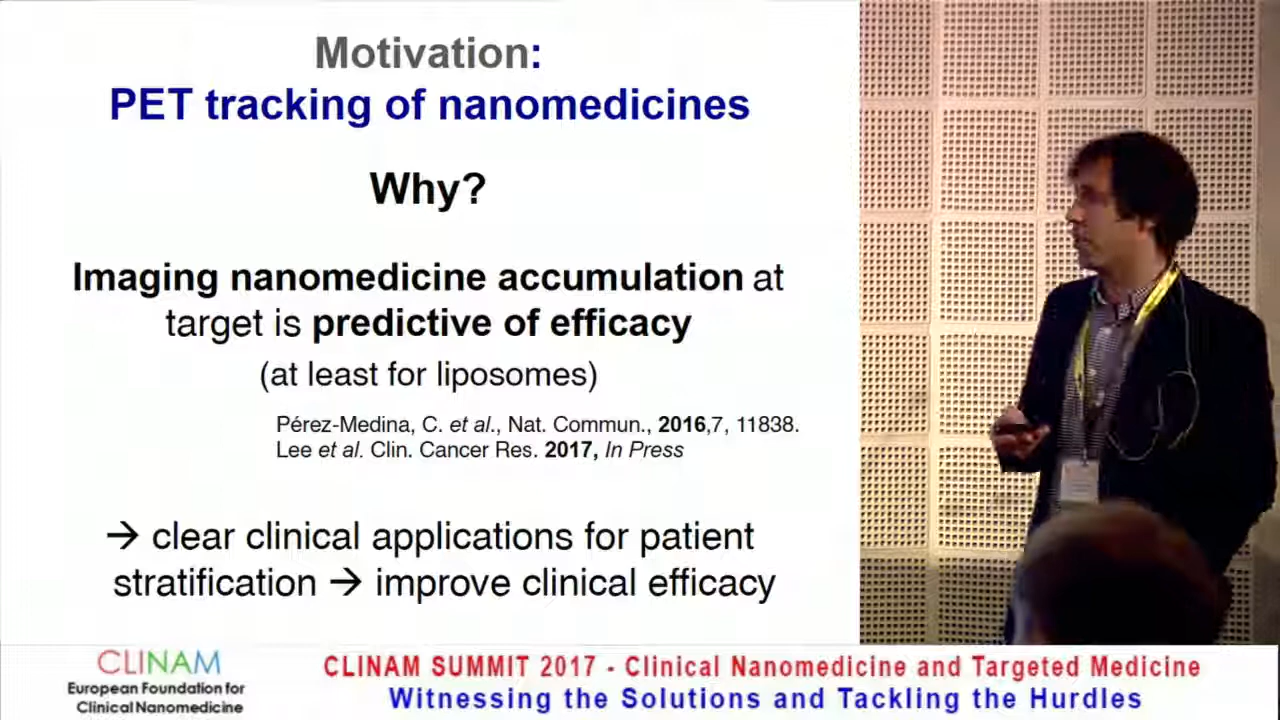 Motivation:
PET tracking of nanomedicines
Why?
Imaging nanomedicine accumulation at
target is predictive of efficacy
(at least for liposomes)
Pérez-Medina, C. et al., Nat. Commun., 2016,7, 11838.
Lee et al. Clin. Cancer Res. 2017, In Press
→ clear clinical applications for patient
stratification → improve clinical efficacy
CLINAM
European Foundation for
Clinical Nanomedicine
CLINAM SUMMIT 2017 - Clinical Nanomedicine and Targeted Medicine
Witnessing the Solutions and Tackling the Hurdles